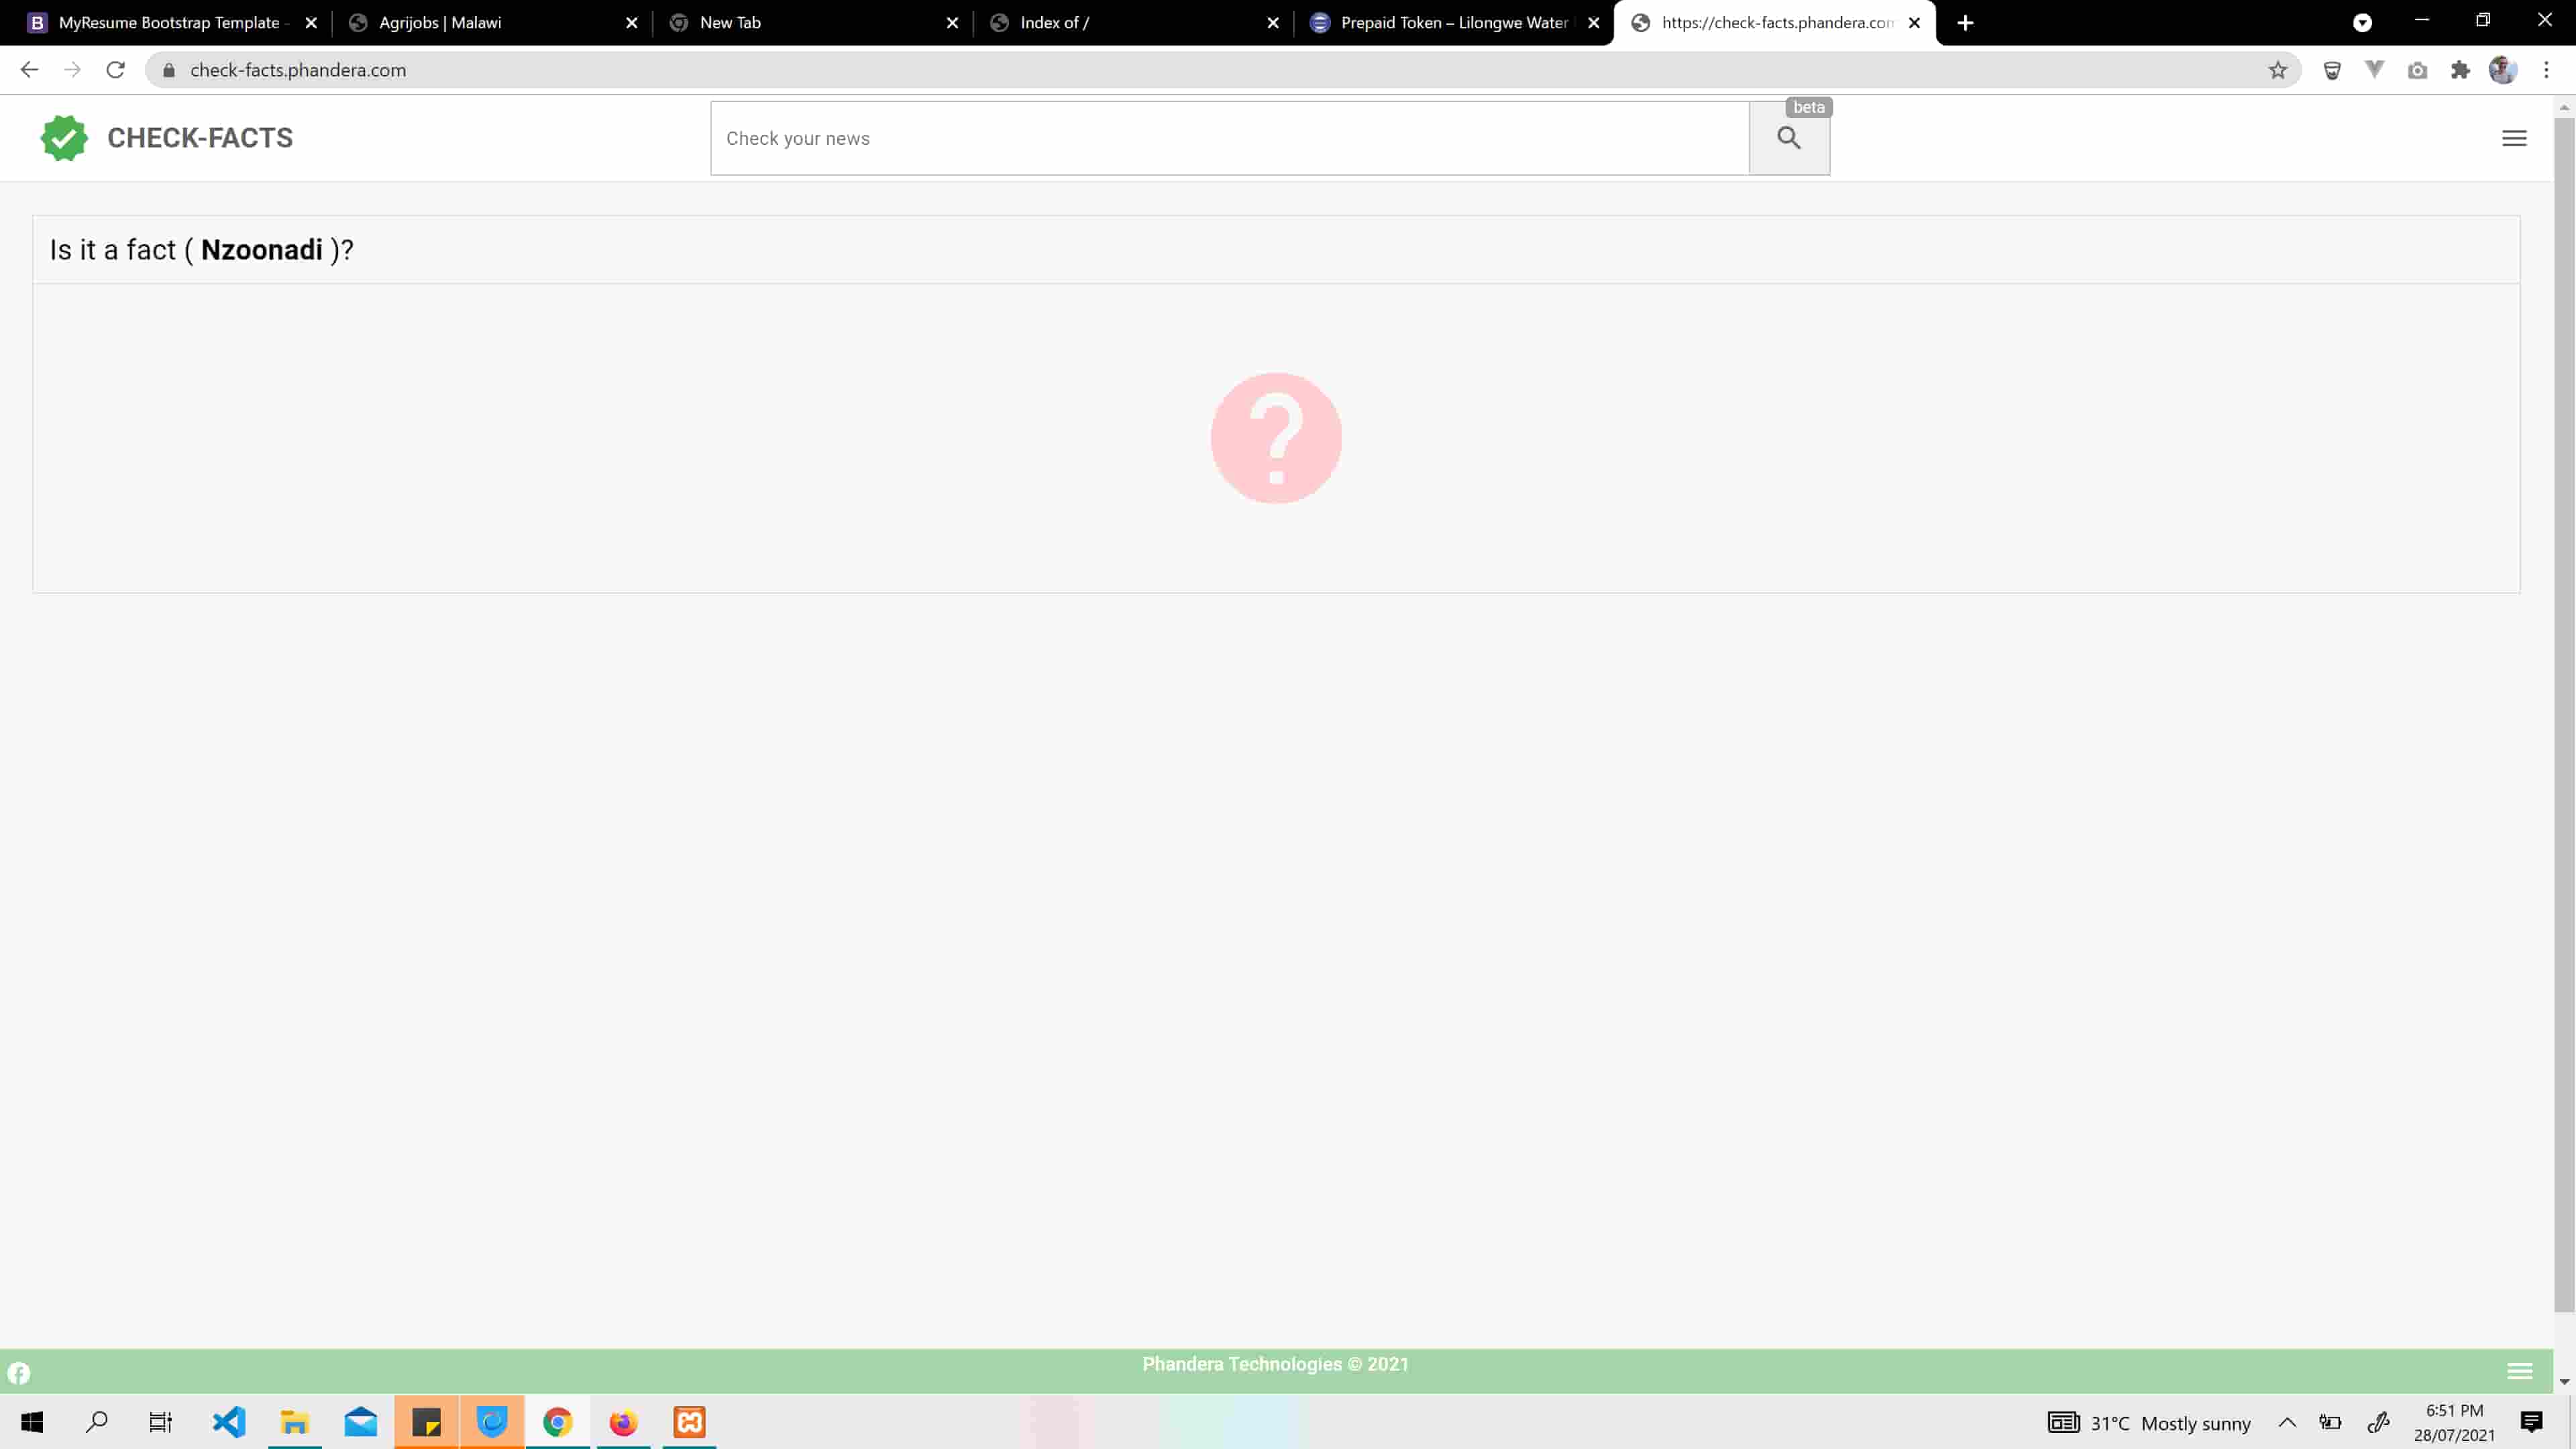 MyResume Bootstrap Template -
Agrijobs | Malawi
New Tab
Index of /
Prepaid Token – Lilongwe Water
https://check-facts.phandera.com
check-facts.phandera.com
beta
CHECK-FACTS
Check your news
Is it a fact ( Nzoonadi )?
Phandera Technologies © 2021
31°C Mostly sunny
6:51 PM
28/07/2021